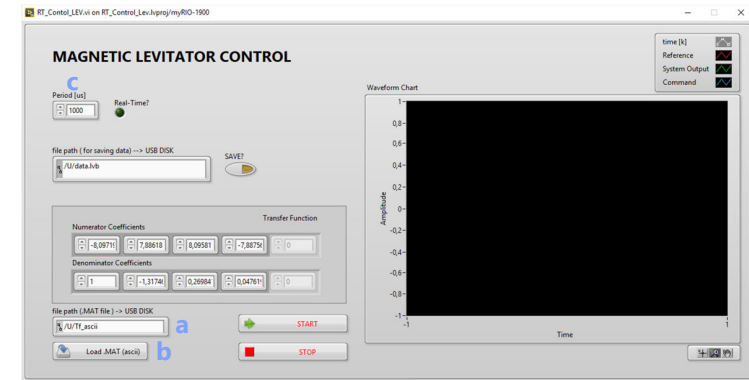 RT_Contol_LEV.vi on RT_Control_Lev.lvproj/myRIO-1900
MAGNETIC LEVITATOR CONTROL
c
Period [us]
1000
Real-Time?
file path ( for saving data) --> USB DISK
/U/data.lvb
SAVE?
Transfer Function
Numerator Coefficients
-8,09719 7,88618 8,09581 -7,88756 0
Denominator Coefficients
1 -1,31746 0,26984 0,04761 0
file path (.MAT file ) -> USB DISK
/U/Tf_ascii
a
Load .MAT (ascii)
b
START
STOP
time [k]
Reference
System Output
Command
Waveform Chart
Amplitude
1
0,8
0,6
0,4
0,2
0
-0,2
-0,4
-0,6
-0,8
-1
-1 1
Time